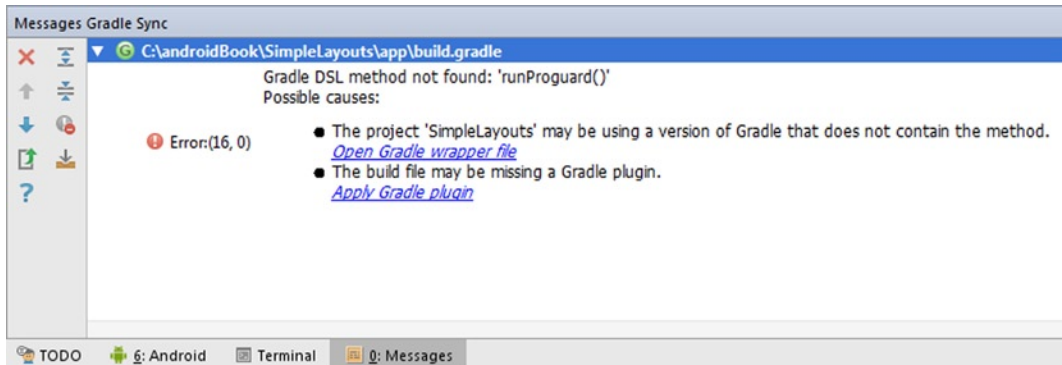 Messages Gradle Sync
C:\androidBook\SimpleLayouts\app\build.gradle
Gradle DSL method not found: 'runProguard()'
Possible causes:
Error:(16, 0)
● The project 'SimpleLayouts' may be using a version of Gradle that does not contain the method.
Open Gradle wrapper file
● The build file may be missing a Gradle plugin.
Apply Gradle plugin
TODO 6: Android Terminal 0: Messages